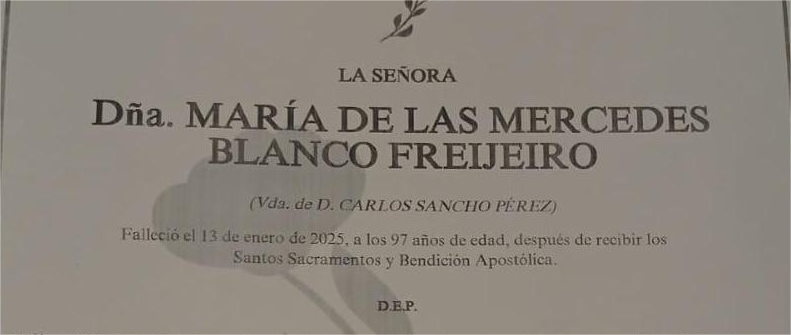 LA SEÑORA
Dña. MARÍA DE LAS MERCEDES
BLANCO FREIJEIRO
(Vda. de D. CARLOS SANCHO PÉREZ)
Falleció el 13 de enero de 2025, a los 97 años de edad, después de recibir los
Santos Sacramentos y Bendición Apostólica.
D.E.P.